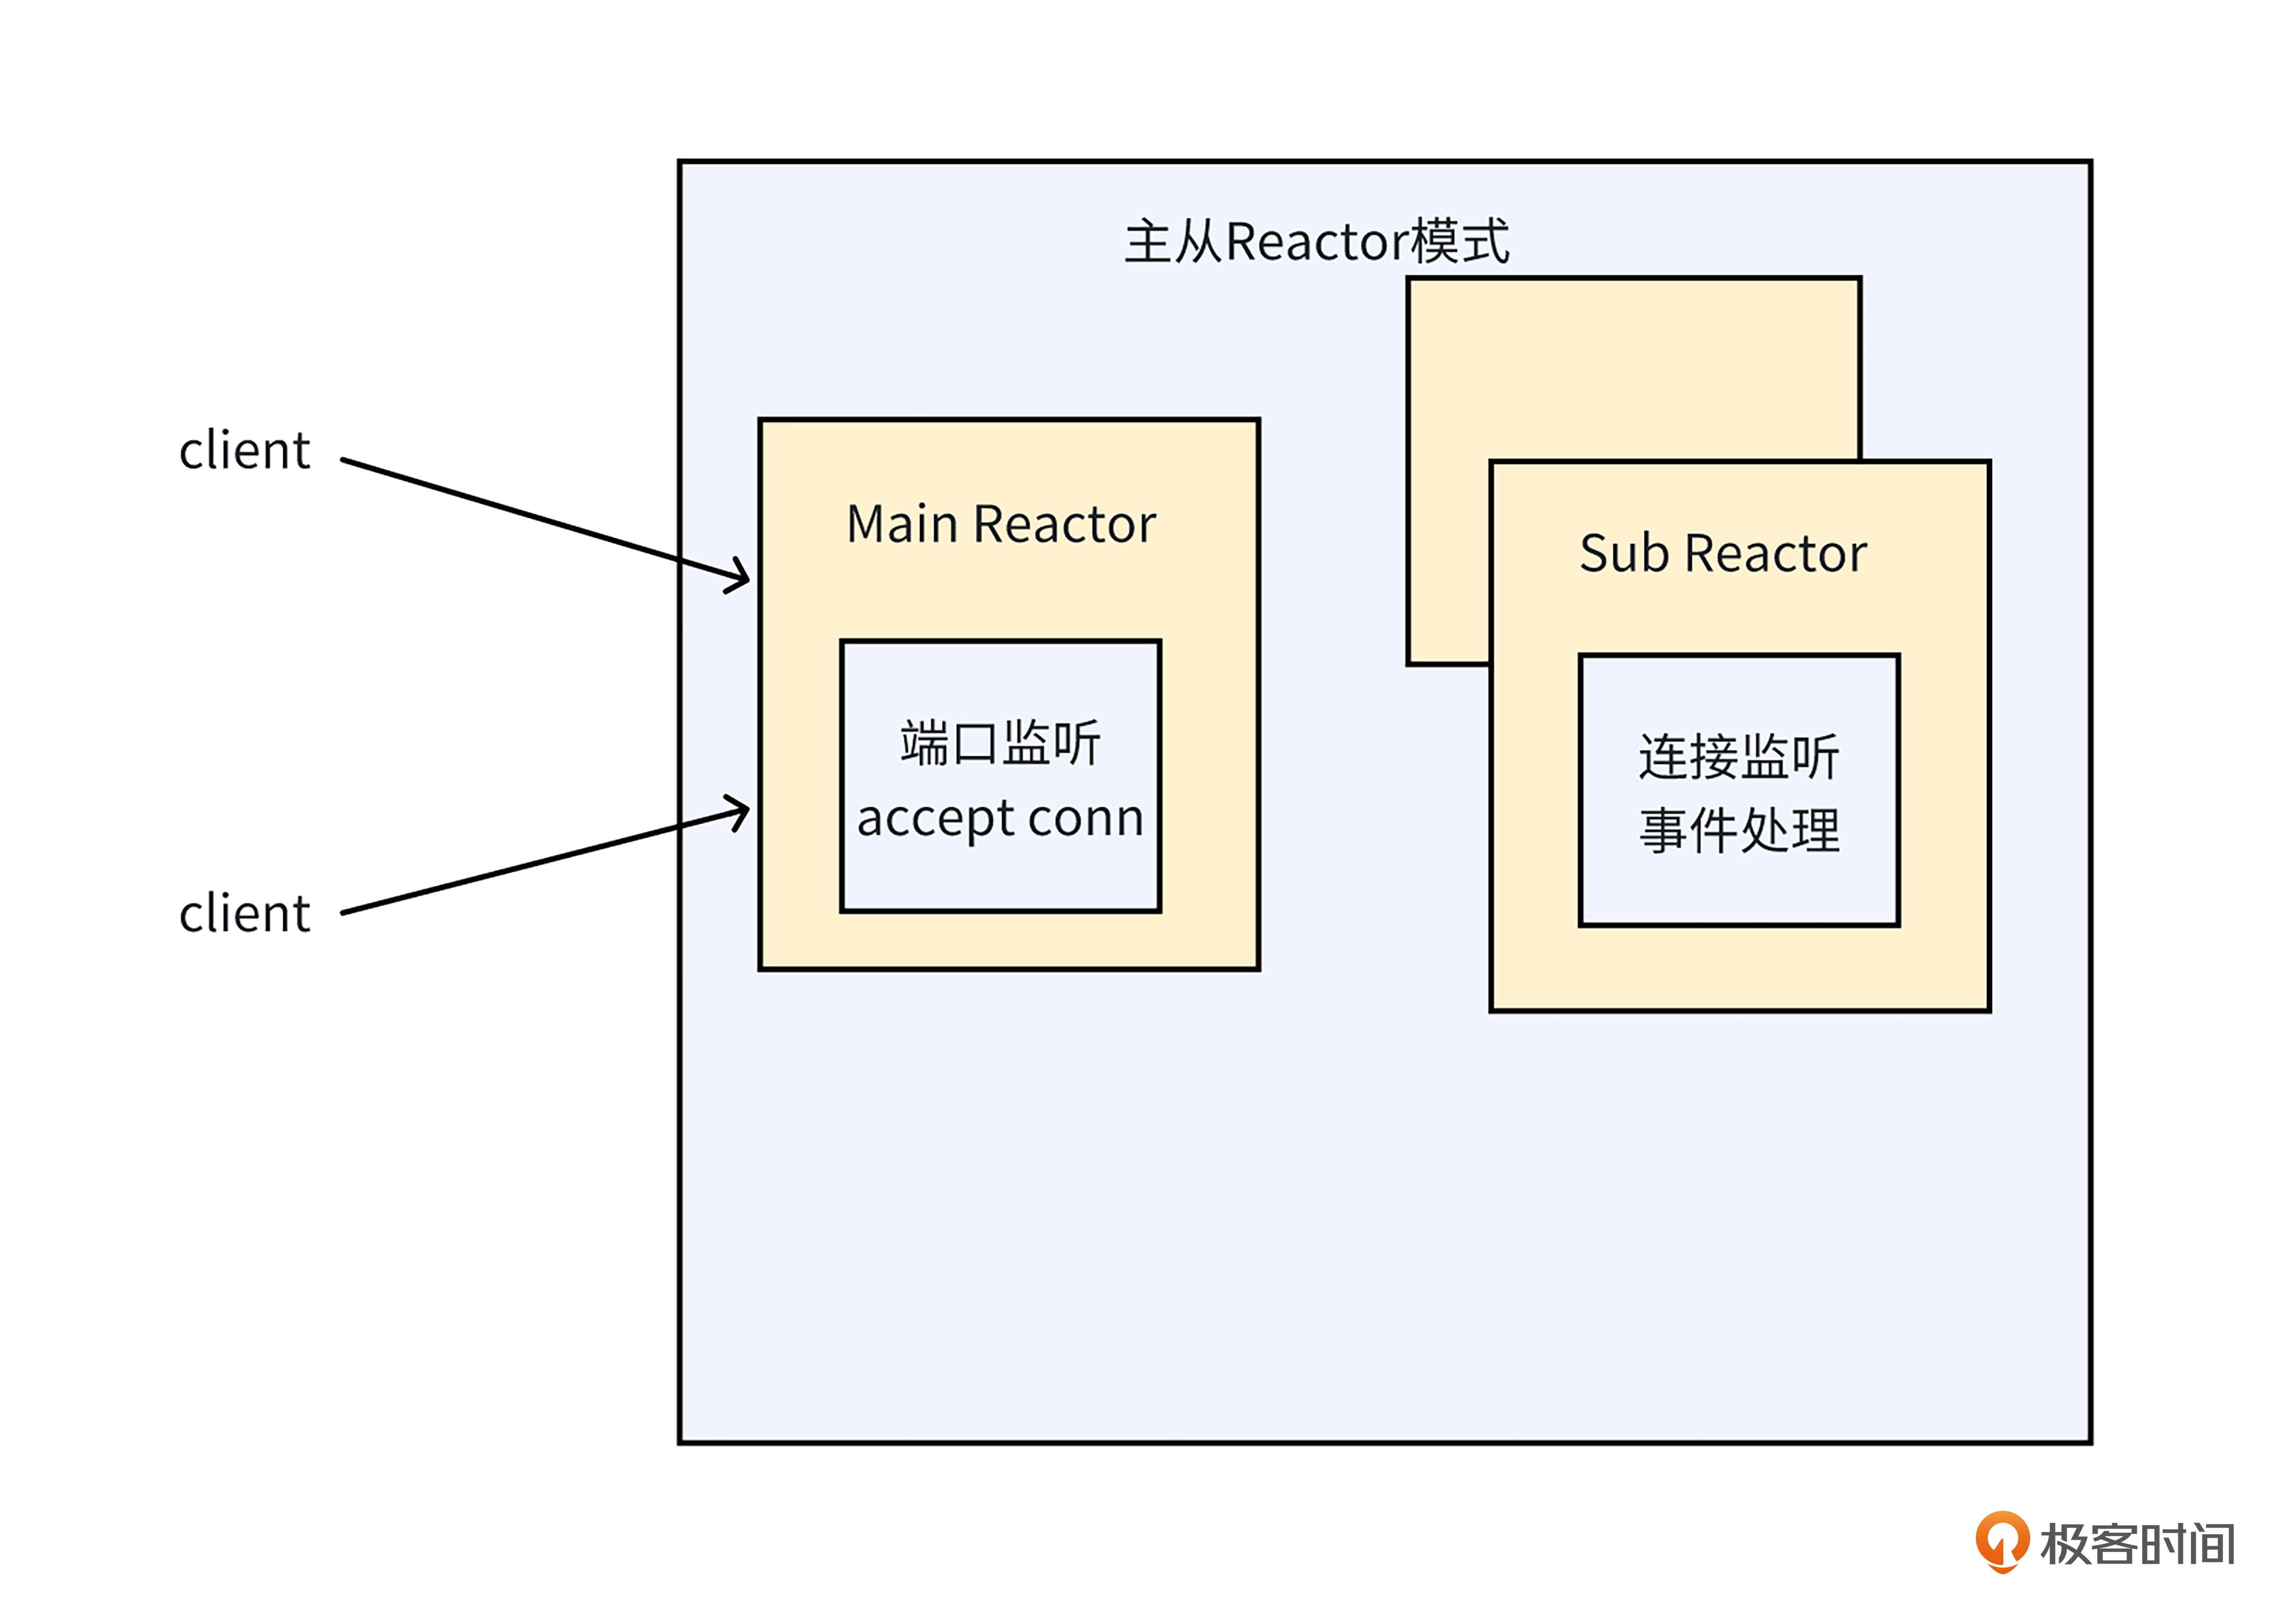 主从Reactor模式
client
Main Reactor
Sub Reactor
端口监听
accept conn
连接监听
事件处理
client
极客时间